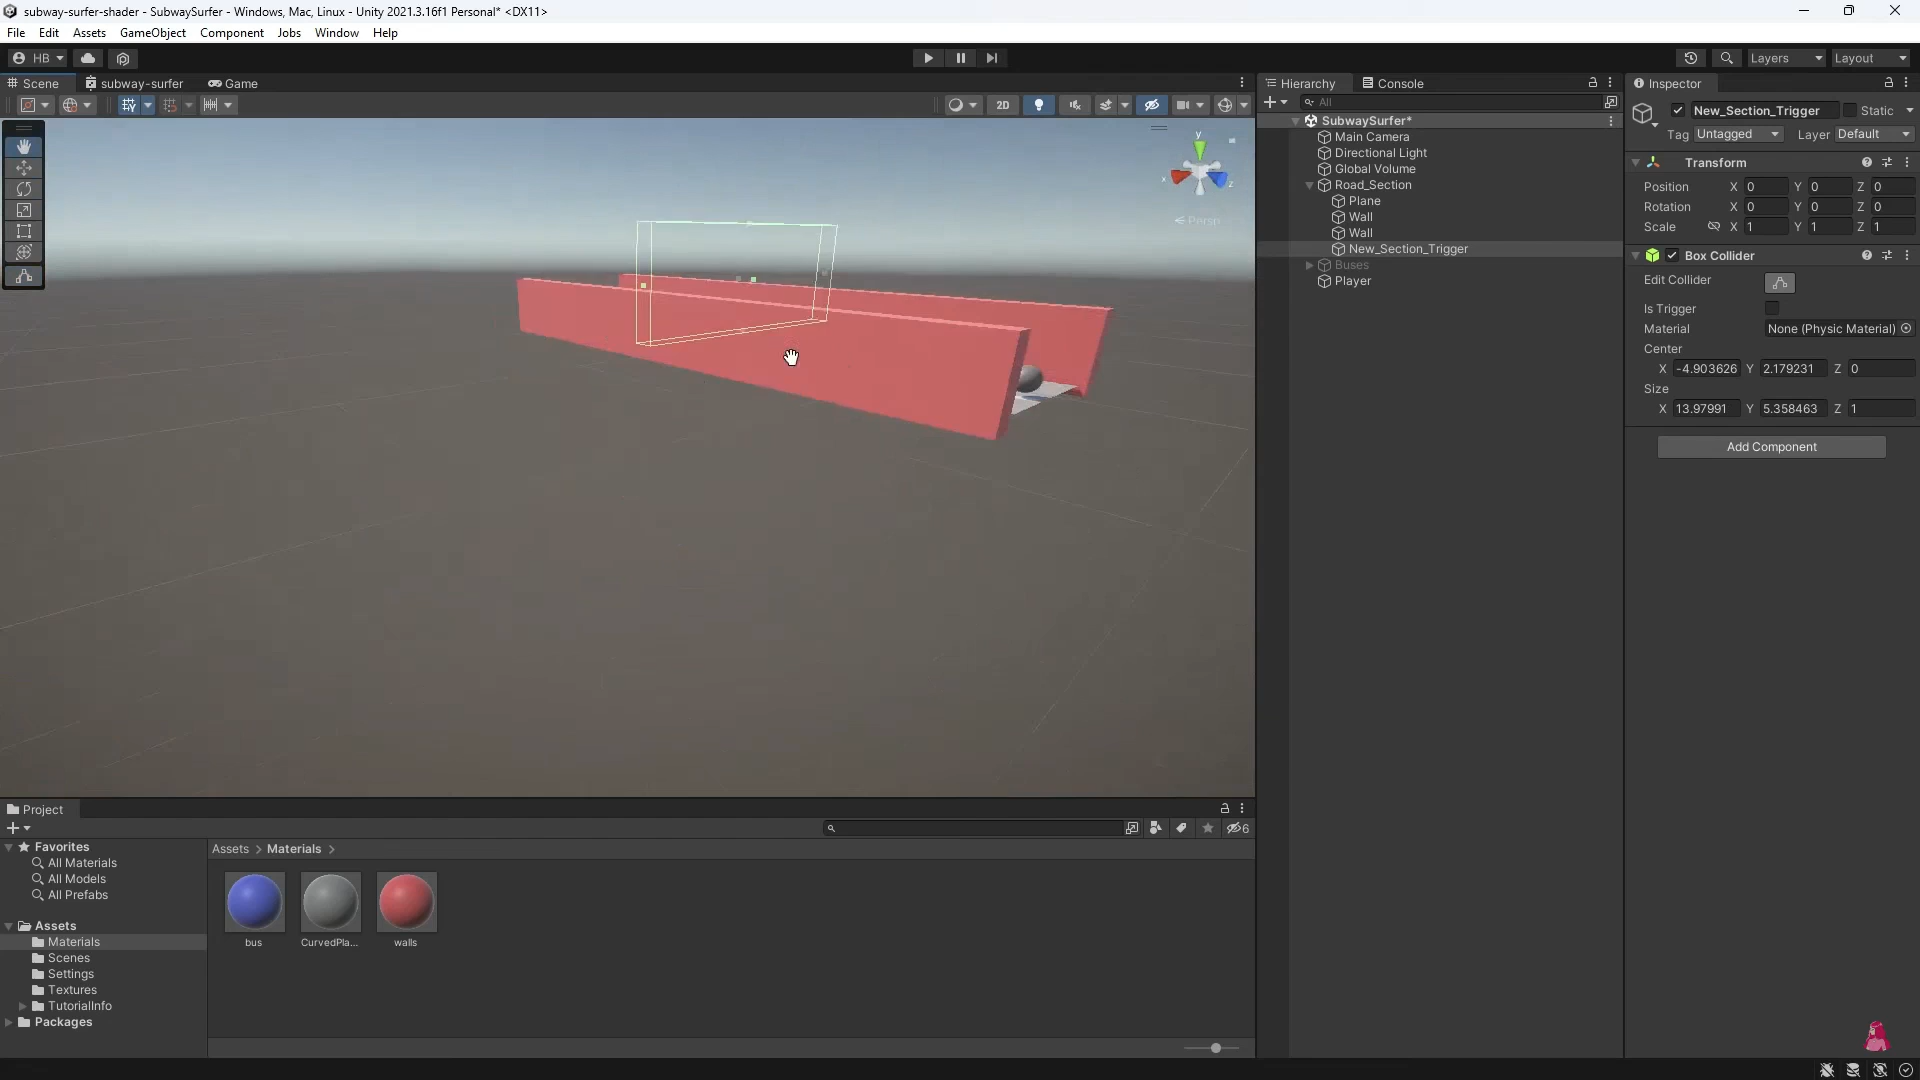 subway-surfer-shader - SubwaySurfer - Windows, Mac, Linux - Unity 2021.3.16f1 Personal* <DX11>
File Edit Assets GameObject Component Jobs Window Help
HB Layers Layout
Scene subway-surfer Game
2D
y
x
z
Persp
Hierarchy Console
All
SubwaySurfer*
Main Camera
Directional Light
Global Volume
Road_Section
Plane
Wall
Wall
New_Section_Trigger
Buses
Player
Inspector
New_Section_Trigger Static
Tag Untagged Layer Default
Transform
Position X 0 Y 0 Z 0
Rotation X 0 Y 0 Z 0
Scale X 1 Y 1 Z 1
Box Collider
Edit Collider
Is Trigger
Material None (Physic Material)
Center
X -4.903626 Y 2.179231 Z 0
Size
X 13.97991 Y 5.358463 Z 1
Add Component
Project
6
Favorites
All Materials
All Models
All Prefabs
Assets
Materials
Scenes
Settings
Textures
TutorialInfo
Packages
Assets > Materials >
bus CurvedPla... walls